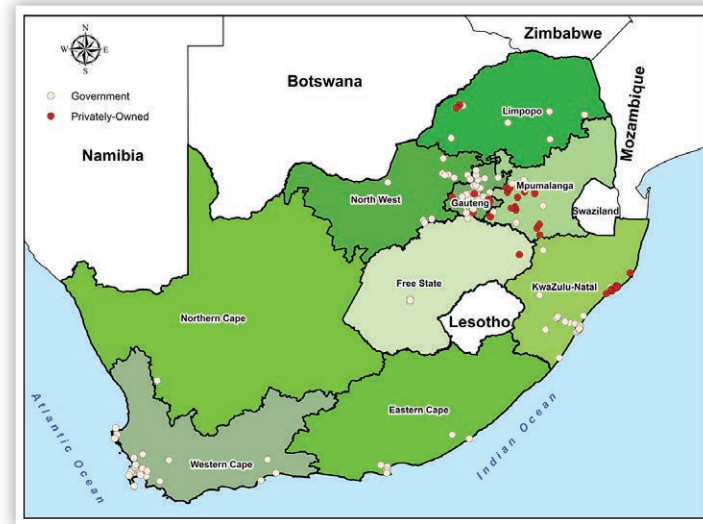 Zimbabwe
N
W E
S
Botswana
Government
Privately-Owned
Limpopo
Mozambique
Namibia
North West
Mpumalanga
Gauteng
Swaziland
Free State
KwaZulu-Natal
Northern Cape
Lesotho
Eastern Cape
Atlantic Ocean
Indian Ocean
Western Cape